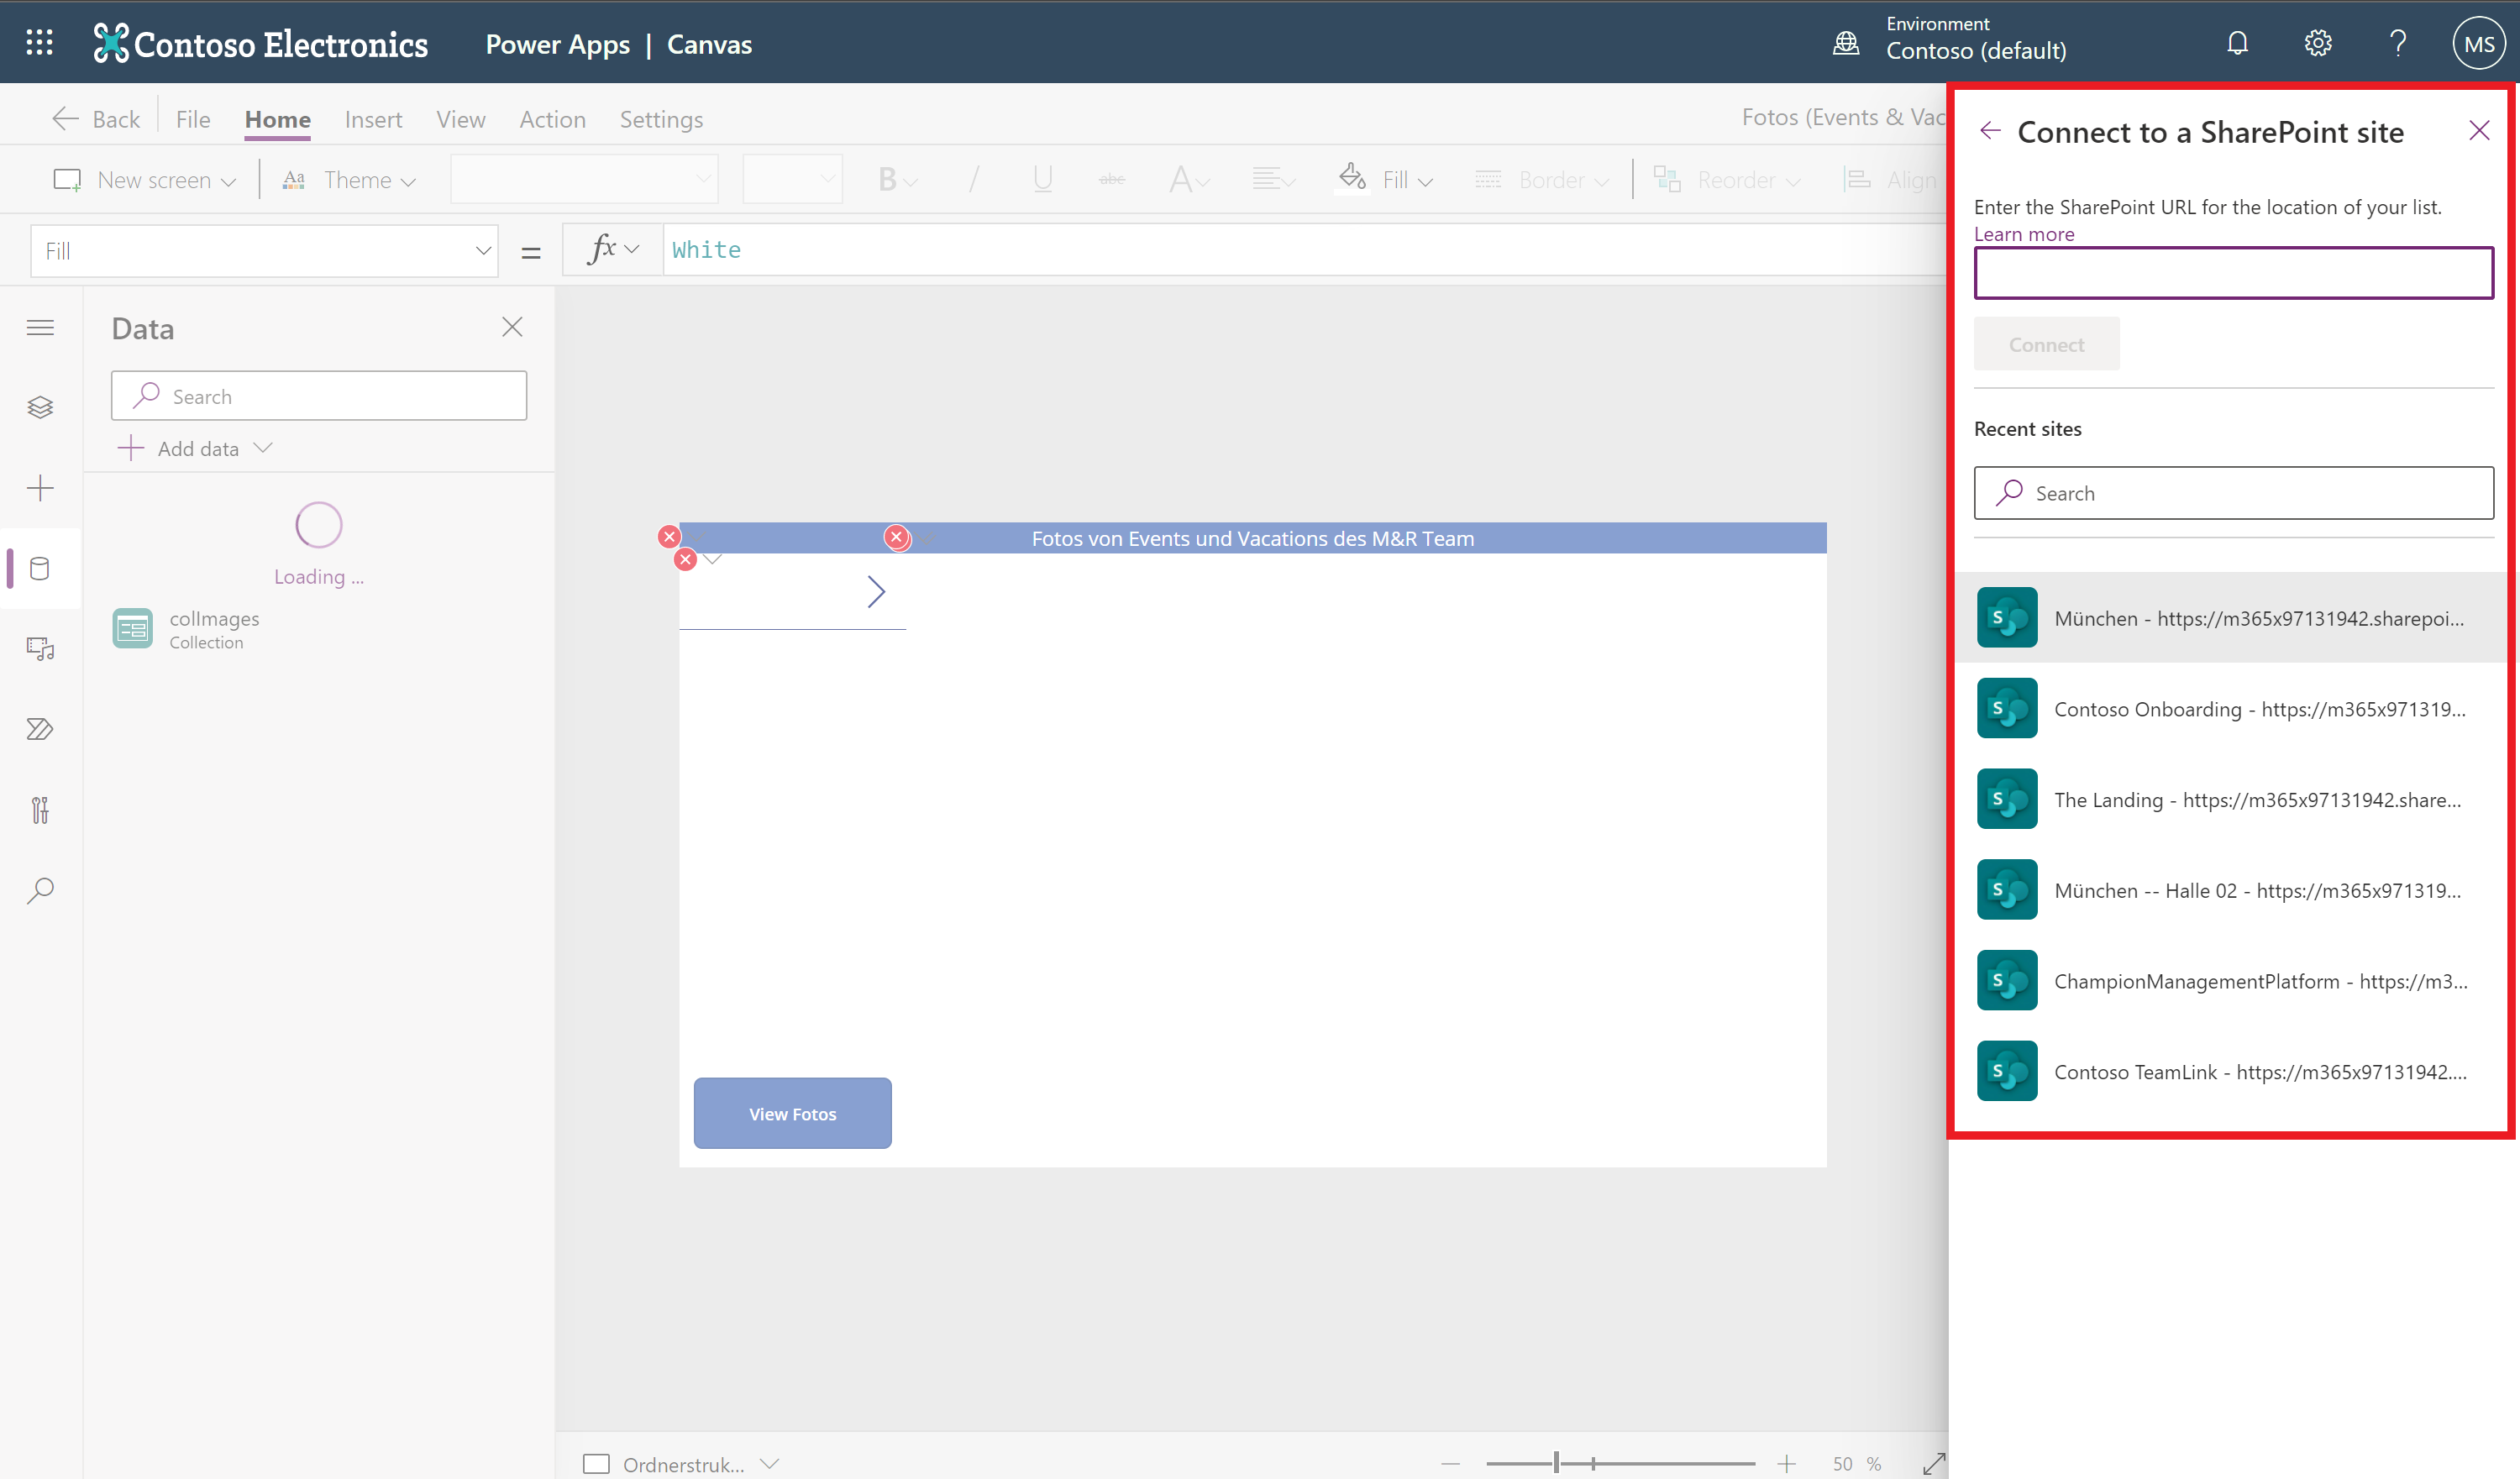 Contoso Electronics
Power Apps | Canvas
Environment
Contoso (default)
MS
Back
File
Home
Insert
View
Action
Settings
Fotos (Events & Vac
New screen
Theme
B
/
U
abc
A
Fill
Border
Reorder
Align
Fill
=
fx
White
Data
Search
Add data
Loading ...
colImages
Collection
Fotos von Events und Vacations des M&R Team
View Fotos
Ordnerstruk...
50 %
Connect to a SharePoint site
Enter the SharePoint URL for the location of your list.
Learn more
Connect
Recent sites
Search
München - https://m365x97131942.sharepoi...
Contoso Onboarding - https://m365x971319...
The Landing - https://m365x97131942.share...
München -- Halle 02 - https://m365x971319...
ChampionManagementPlatform - https://m3...
Contoso TeamLink - https://m365x97131942....